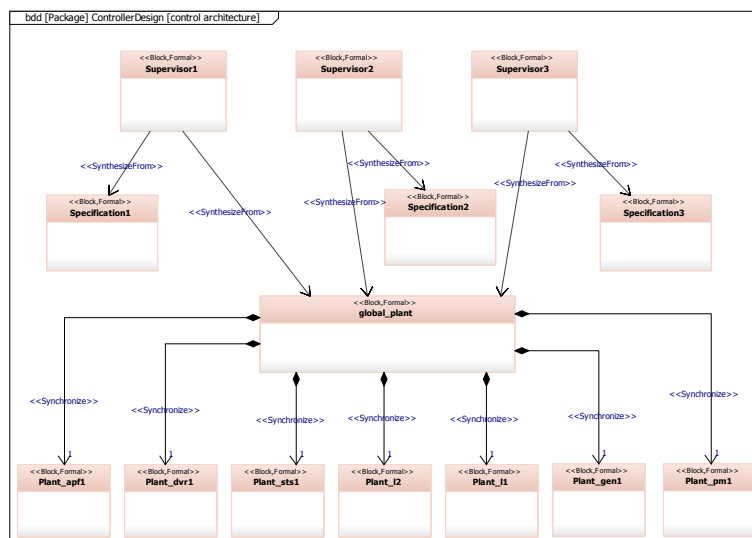 bdd [Package] ControllerDesign [control architecture]
<<Block,Formal>>
Supervisor1
<<Block,Formal>>
Supervisor2
<<Block,Formal>>
Supervisor3
<<SynthesizeFrom>>
<<SynthesizeFrom>>
<<SynthesizeFrom>>
<<SynthesizeFrom>>
<<SynthesizeFrom>>
<<SynthesizeFrom>>
<<Block,Formal>>
Specification1
<<Block,Formal>>
Specification2
<<Block,Formal>>
Specification3
<<Block,Formal>>
global_plant
<<Synchronize>>
<<Synchronize>>
<<Synchronize>>
<<Synchronize>>
<<Synchronize>>
<<Synchronize>>
<<Synchronize>>
1
1
1
1
1
1
1
<<Block,Formal>>
Plant_apf1
<<Block,Formal>>
Plant_dvr1
<<Block,Formal>>
Plant_sts1
<<Block,Formal>>
Plant_l2
<<Block,Formal>>
Plant_l1
<<Block,Formal>>
Plant_gen1
<<Block,Formal>>
Plant_pm1